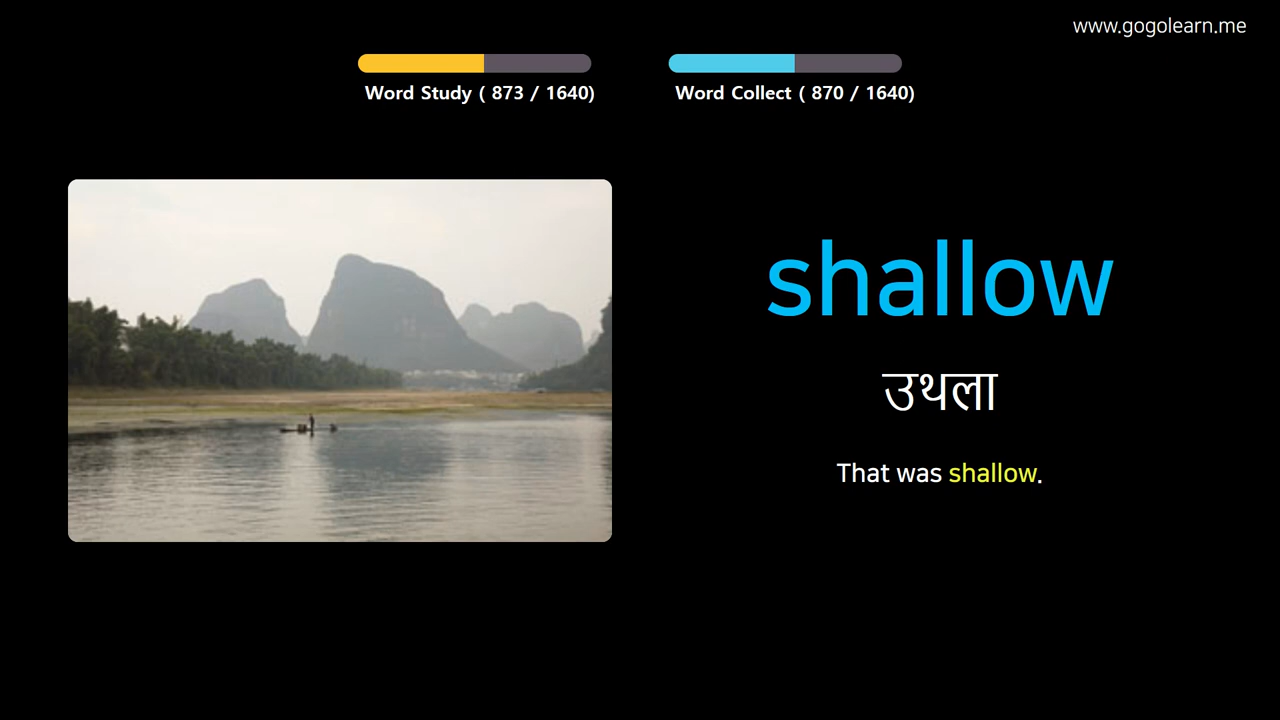 www.gogolearn.me
Word Study ( 873 / 1640)
Word Collect ( 870 / 1640)
shallow
उथला
That was shallow.